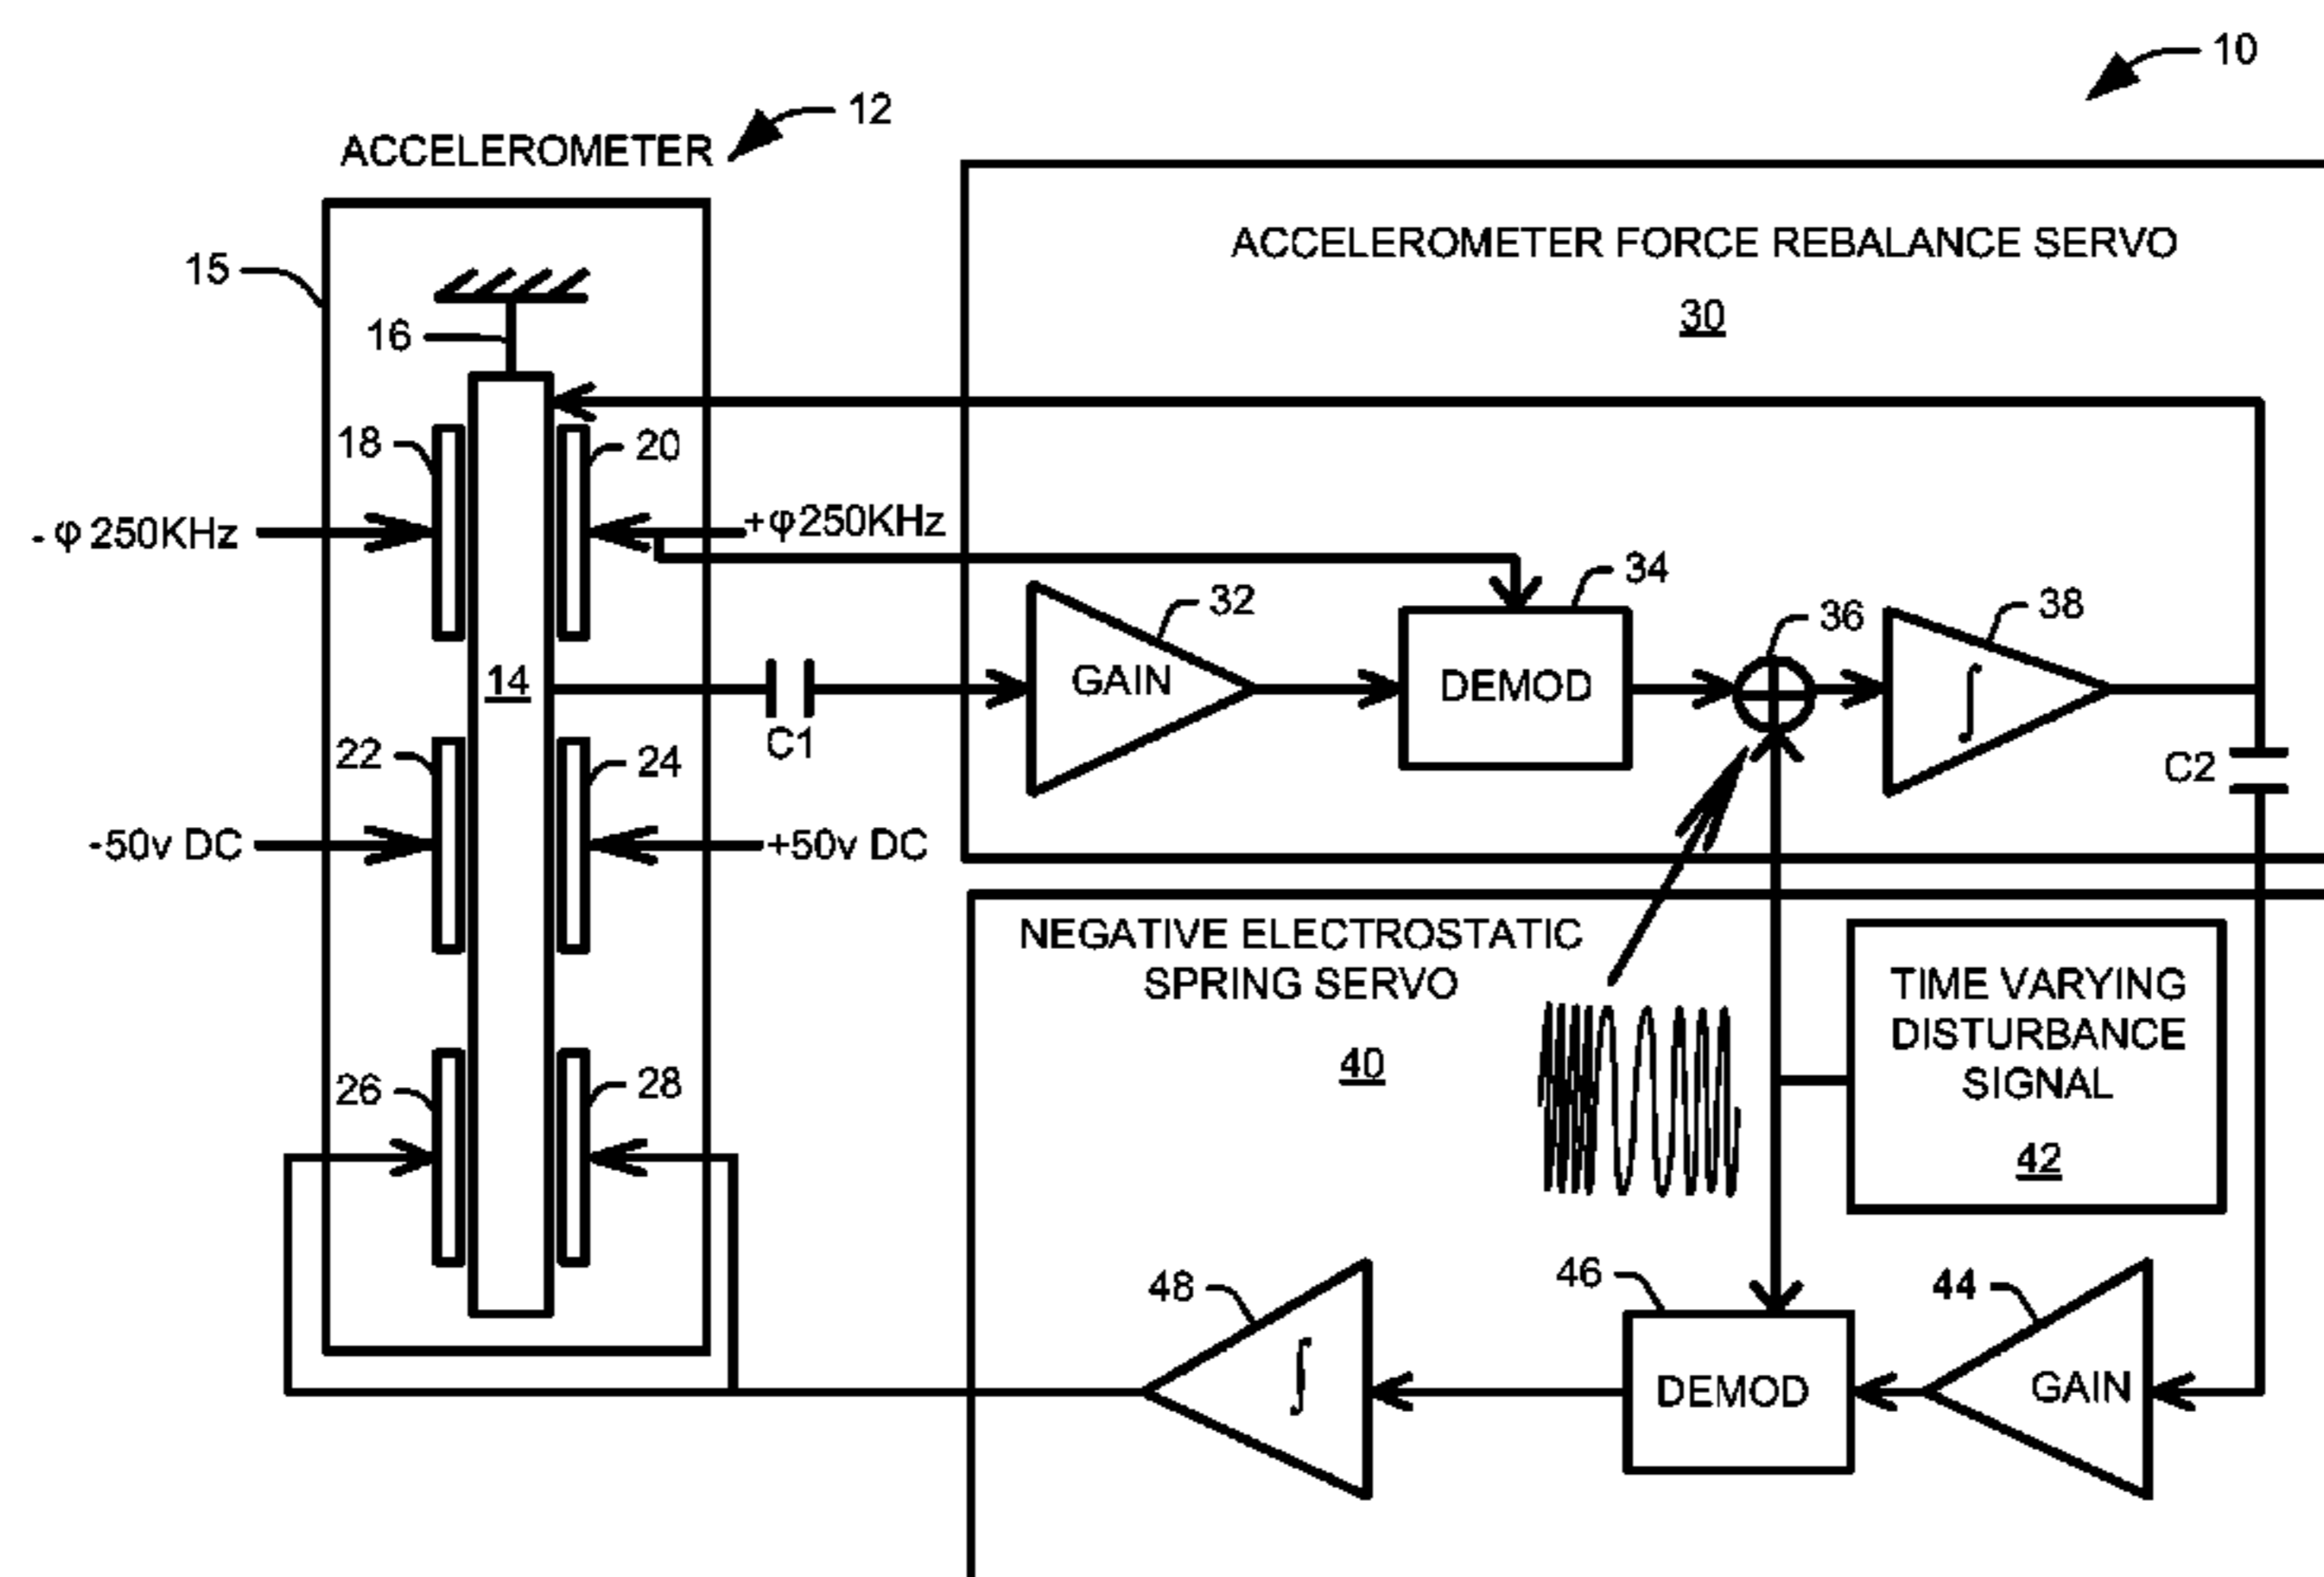 10
12
ACCELEROMETER
ACCELEROMETER FORCE REBALANCE SERVO
30
15
16
18
20
-φ 250KHz
+φ250KHz
34
32
36
38
14
GAIN
DEMOD
∫
C1
C2
22
24
-50v DC
+50v DC
NEGATIVE ELECTROSTATIC
SPRING SERVO
40
TIME VARYING
DISTURBANCE
SIGNAL
42
26
28
48
46
44
∫
DEMOD
GAIN